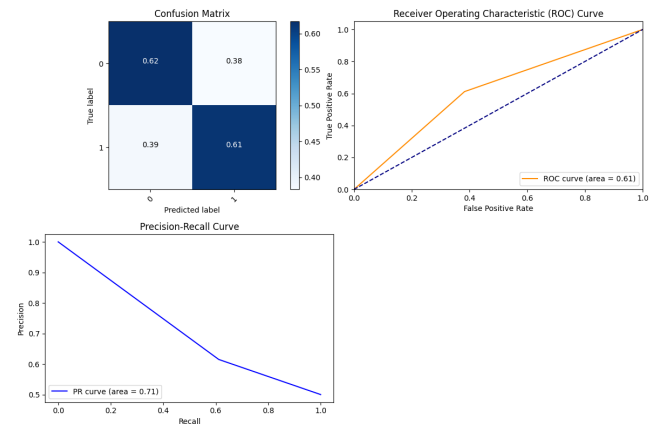 Confusion Matrix
True label
0
1
0.62
0.38
0.39
0.61
0
1
Predicted label
0.60
0.55
0.50
0.45
0.40
Receiver Operating Characteristic (ROC) Curve
True Positive Rate
1.0
0.8
0.6
0.4
0.2
0.0
ROC curve (area = 0.61)
0.0 0.2 0.4 0.6 0.8 1.0
False Positive Rate
Precision-Recall Curve
Precision
1.0
0.9
0.8
0.7
0.6
0.5
PR curve (area = 0.71)
0.0 0.2 0.4 0.6 0.8 1.0
Recall